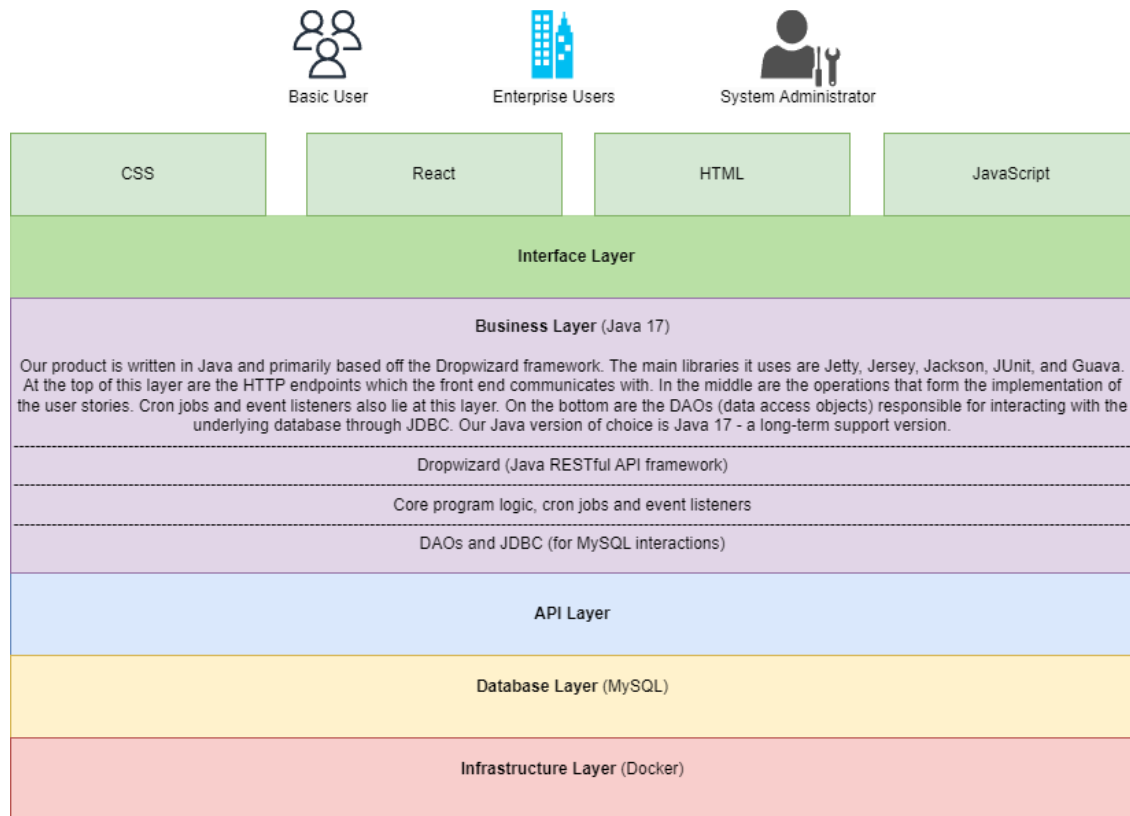 Basic User
Enterprise Users
System Administrator
CSS
React
HTML
JavaScript
Interface Layer
Business Layer (Java 17)
Our product is written in Java and primarily based off the Dropwizard framework. The main libraries it uses are Jetty, Jersey, Jackson, JUnit, and Guava.
At the top of this layer are the HTTP endpoints which the front end communicates with. In the middle are the operations that form the implementation of
the user stories. Cron jobs and event listeners also lie at this layer. On the bottom are the DAOs (data access objects) responsible for interacting with the
underlying database through JDBC. Our Java version of choice is Java 17 - a long-term support version.
Dropwizard (Java RESTful API framework)
Core program logic, cron jobs and event listeners
DAOs and JDBC (for MySQL interactions)
API Layer
Database Layer (MySQL)
Infrastructure Layer (Docker)